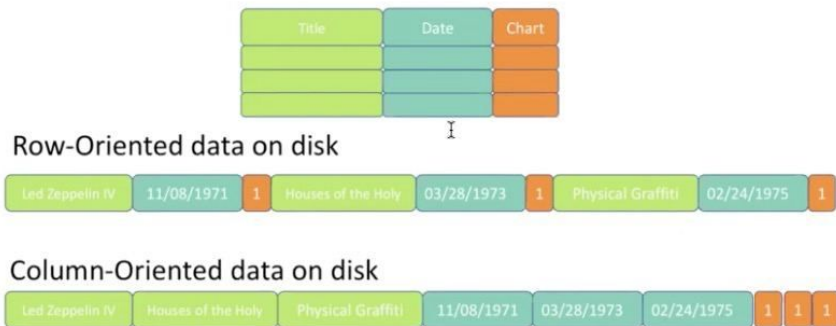 Title Date Chart
Row-Oriented data on disk
Led Zeppelin IV 11/08/1971 1 Houses of the Holy 03/28/1973 1 Physical Graffiti 02/24/1975 1
Column-Oriented data on disk
Led Zeppelin IV Houses of the Holy Physical Graffiti 11/08/1971 03/28/1973 02/24/1975 1 1 1